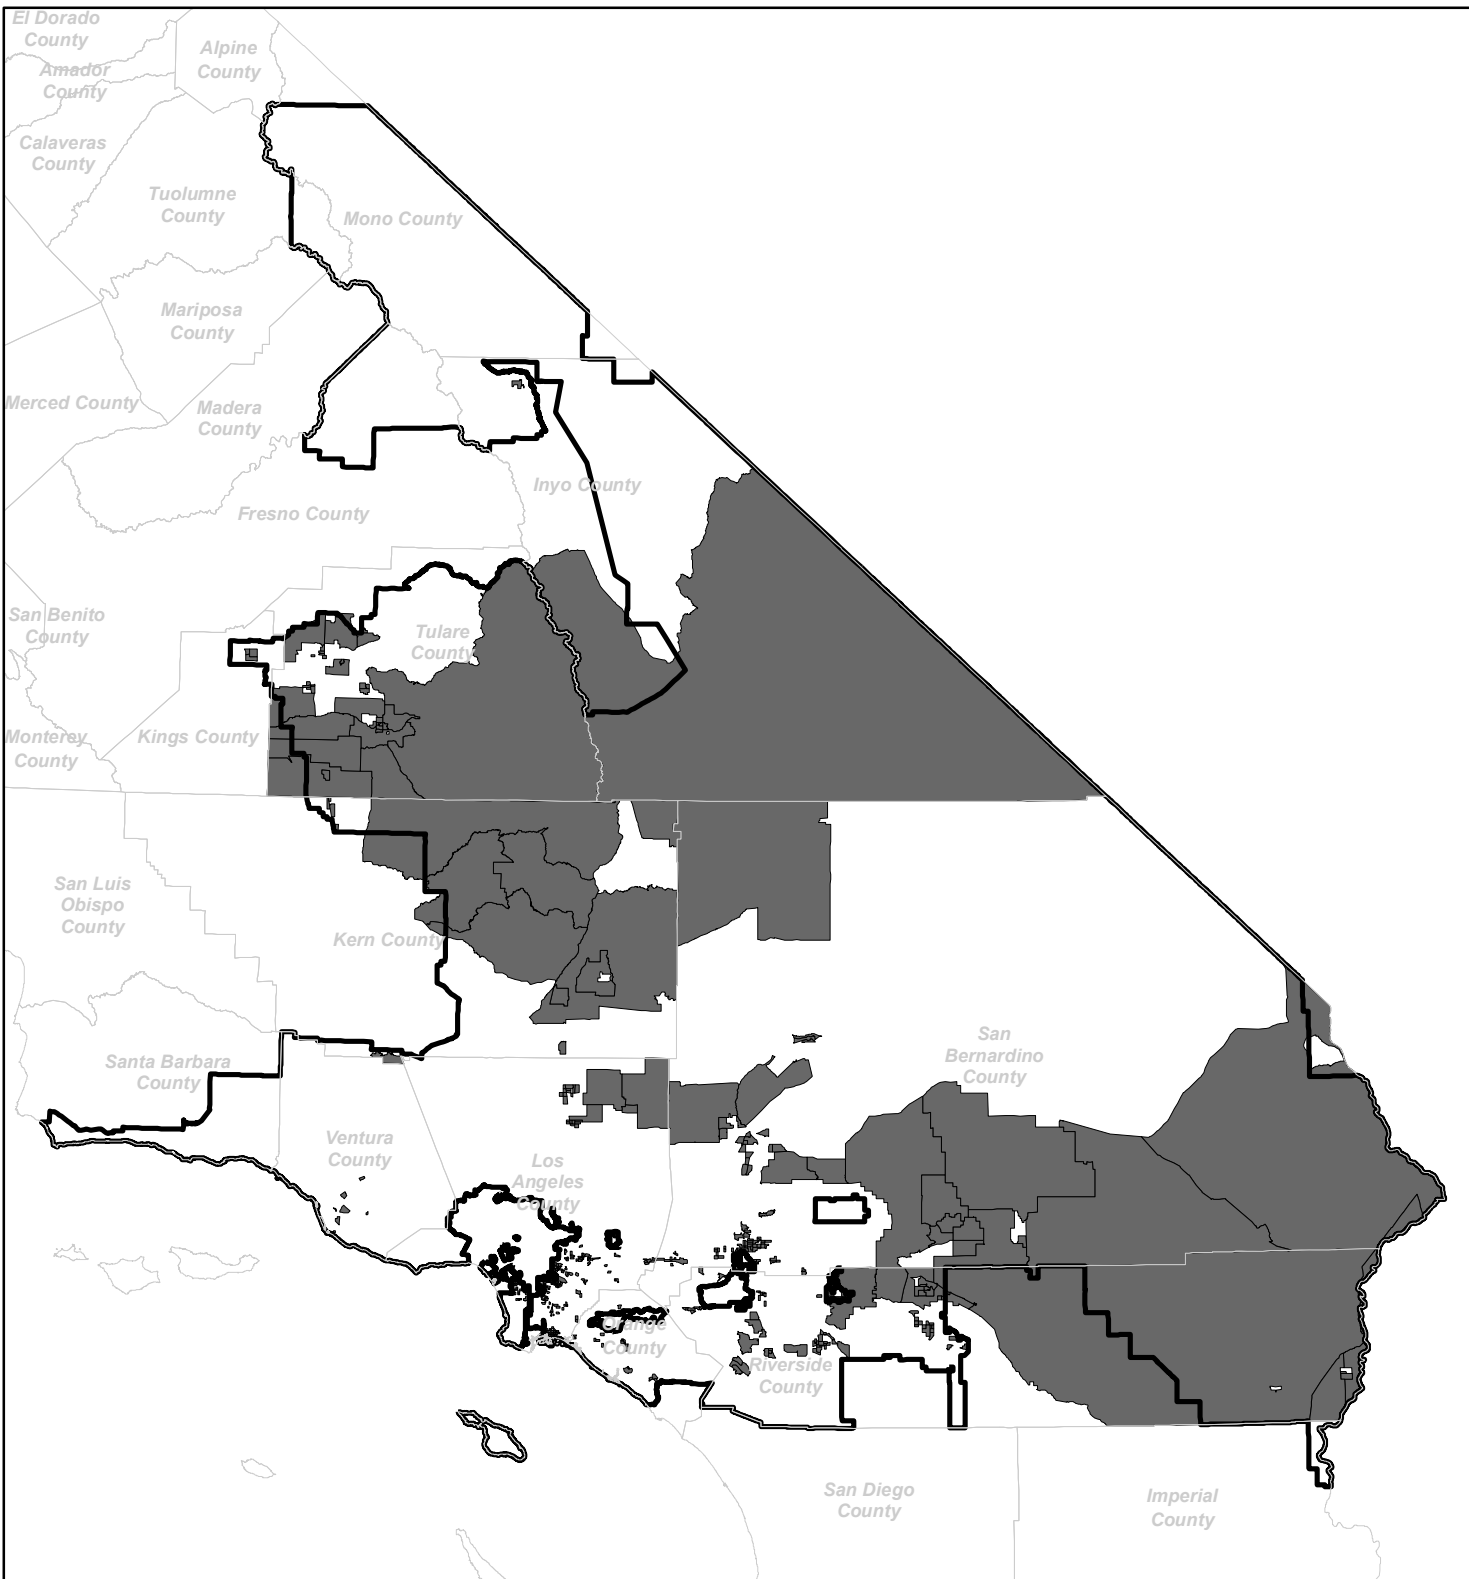 El Dorado
County
Alpine
County
Amador
County
Calaveras
County
Tuolumne
County
Mono County
Mariposa
County
Merced County
Madera
County
Inyo County
Fresno County
San Benito
County
Tulare
County
Monterey
County
Kings County
San Luis
Obispo
County
Kern County
San
Bernardino
County
Santa Barbara
County
Ventura
County
Los
Angeles
County
Orange
County
Riverside
County
San Diego
County
Imperial
County